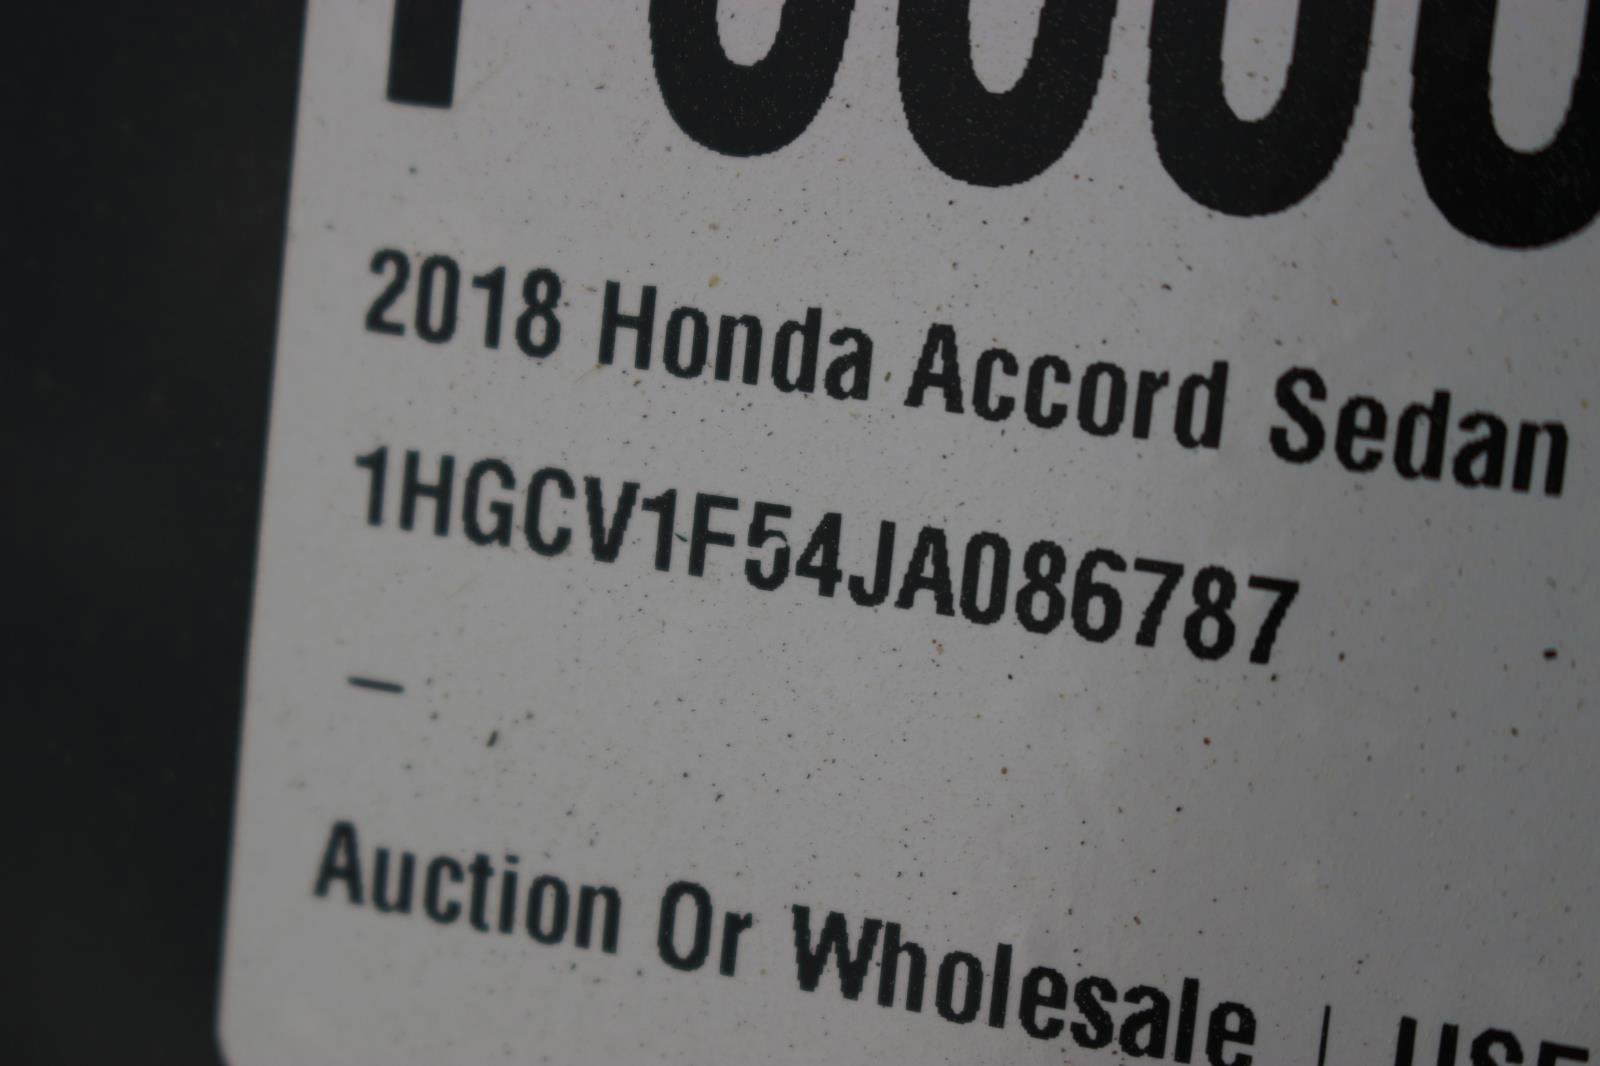 2018 Honda Accord Sedan
1HGCV1F54JA086787
–
Auction Or Wholesale |